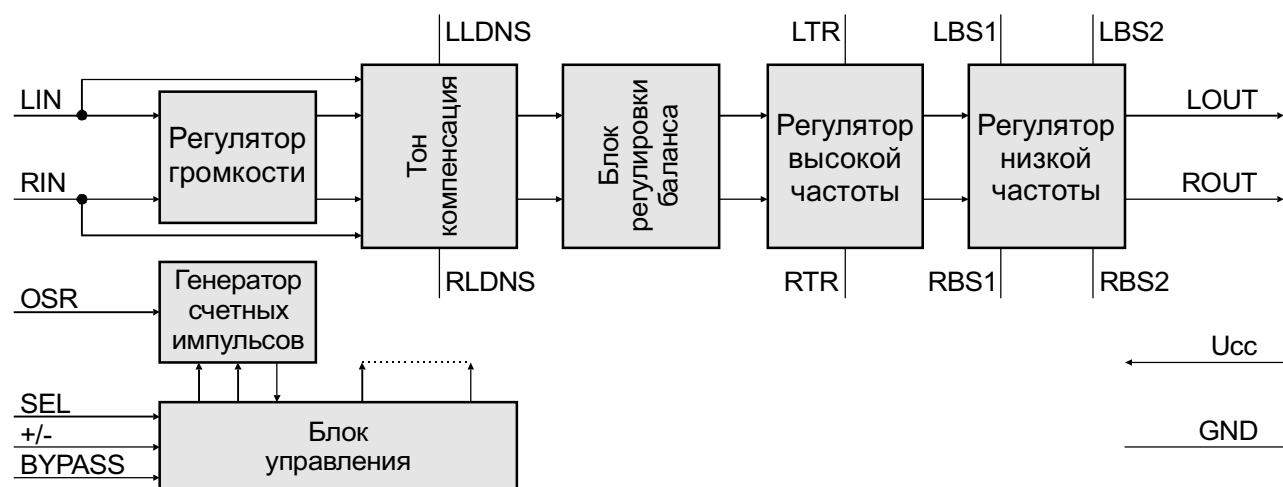 LLDNS
LTR
LBS1
LBS2
LIN
RIN
Регулятор
громкости
Тон
компенсация
Блок
регулировки
баланса
Регулятор
высокой
частоты
Регулятор
низкой
частоты
LOUT
ROUT
RLDNS
RTR
RBS1
RBS2
OSR
Генератор
счетных
импульсов
Ucc
SEL
+/-
BYPASS
Блок
управления
GND